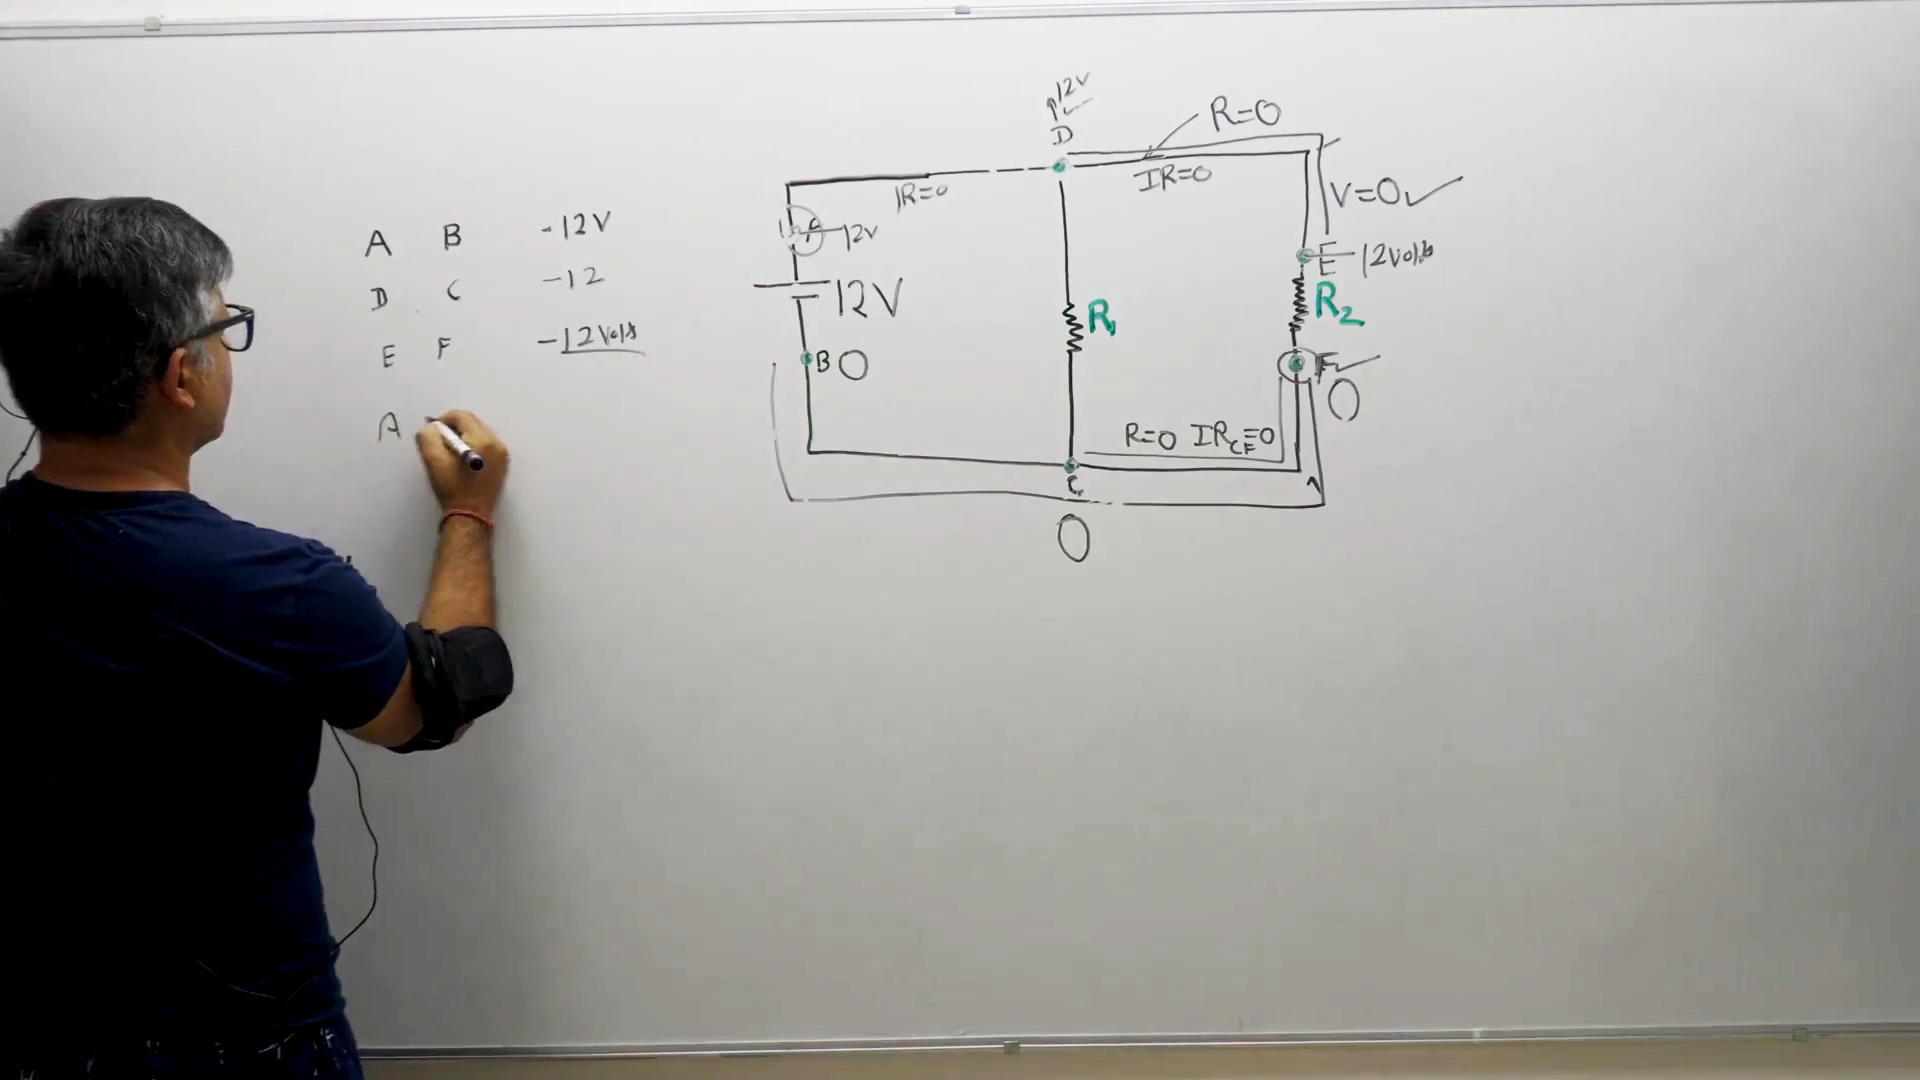 A B -12V
D C -12
E F -12Volts
A
12V
D
R=0
IR=0
IR=0
V=0
12V
E 12Volts
12V
R1
R2
B 0
F
0
R=0 IRCF=0
C
0